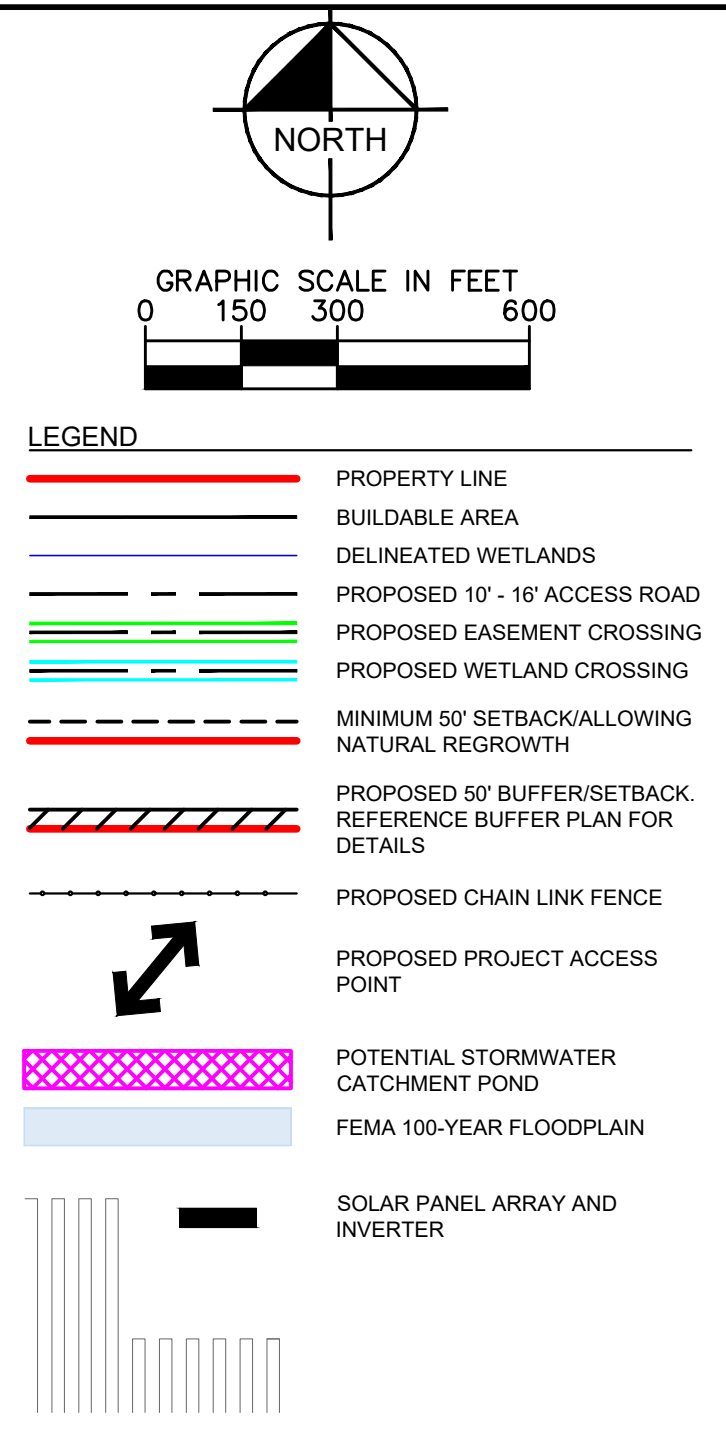 NORTH
GRAPHIC SCALE IN FEET
0 150 300 600
LEGEND
PROPERTY LINE
BUILDABLE AREA
DELINEATED WETLANDS
PROPOSED 10' - 16' ACCESS ROAD
PROPOSED EASEMENT CROSSING
PROPOSED WETLAND CROSSING
MINIMUM 50' SETBACK/ALLOWING
NATURAL REGROWTH
PROPOSED 50' BUFFER/SETBACK.
REFERENCE BUFFER PLAN FOR
DETAILS
PROPOSED CHAIN LINK FENCE
PROPOSED PROJECT ACCESS
POINT
POTENTIAL STORMWATER
CATCHMENT POND
FEMA 100-YEAR FLOODPLAIN
SOLAR PANEL ARRAY AND
INVERTER